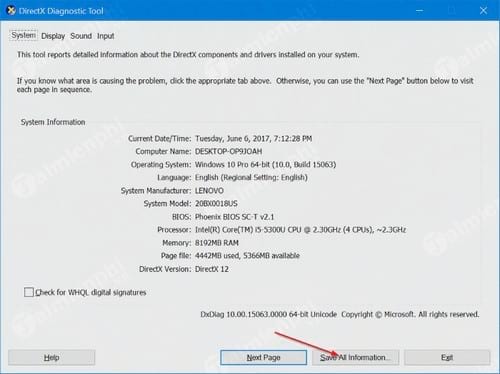 DirectX Diagnostic Tool
System Display Sound Input
This tool reports detailed information about the DirectX components and drivers installed on your system.
If you know what area is causing the problem, click the appropriate tab above. Otherwise, you can use the "Next Page" button below to visit
each page in sequence.
System Information
Current Date/Time: Tuesday, June 6, 2017, 7:12:28 PM
Computer Name: DESKTOP-OP9JOAH
Operating System: Windows 10 Pro 64-bit (10.0, Build 15063)
Language: English (Regional Setting: English)
System Manufacturer: LENOVO
System Model: 20BX0018US
BIOS: Phoenix BIOS SC-T v2.1
Processor: Intel(R) Core(TM) i5-5300U CPU @ 2.30GHz (4 CPUs), ~2.3GHz
Memory: 8192MB RAM
Page file: 4442MB used, 5366MB available
DirectX Version: DirectX 12
Check for WHQL digital signatures
DxDiag 10.00.15063.0000 64-bit Unicode Copyright © Microsoft. All rights reserved.
Help Next Page Save All Information... Exit
Taimienphi